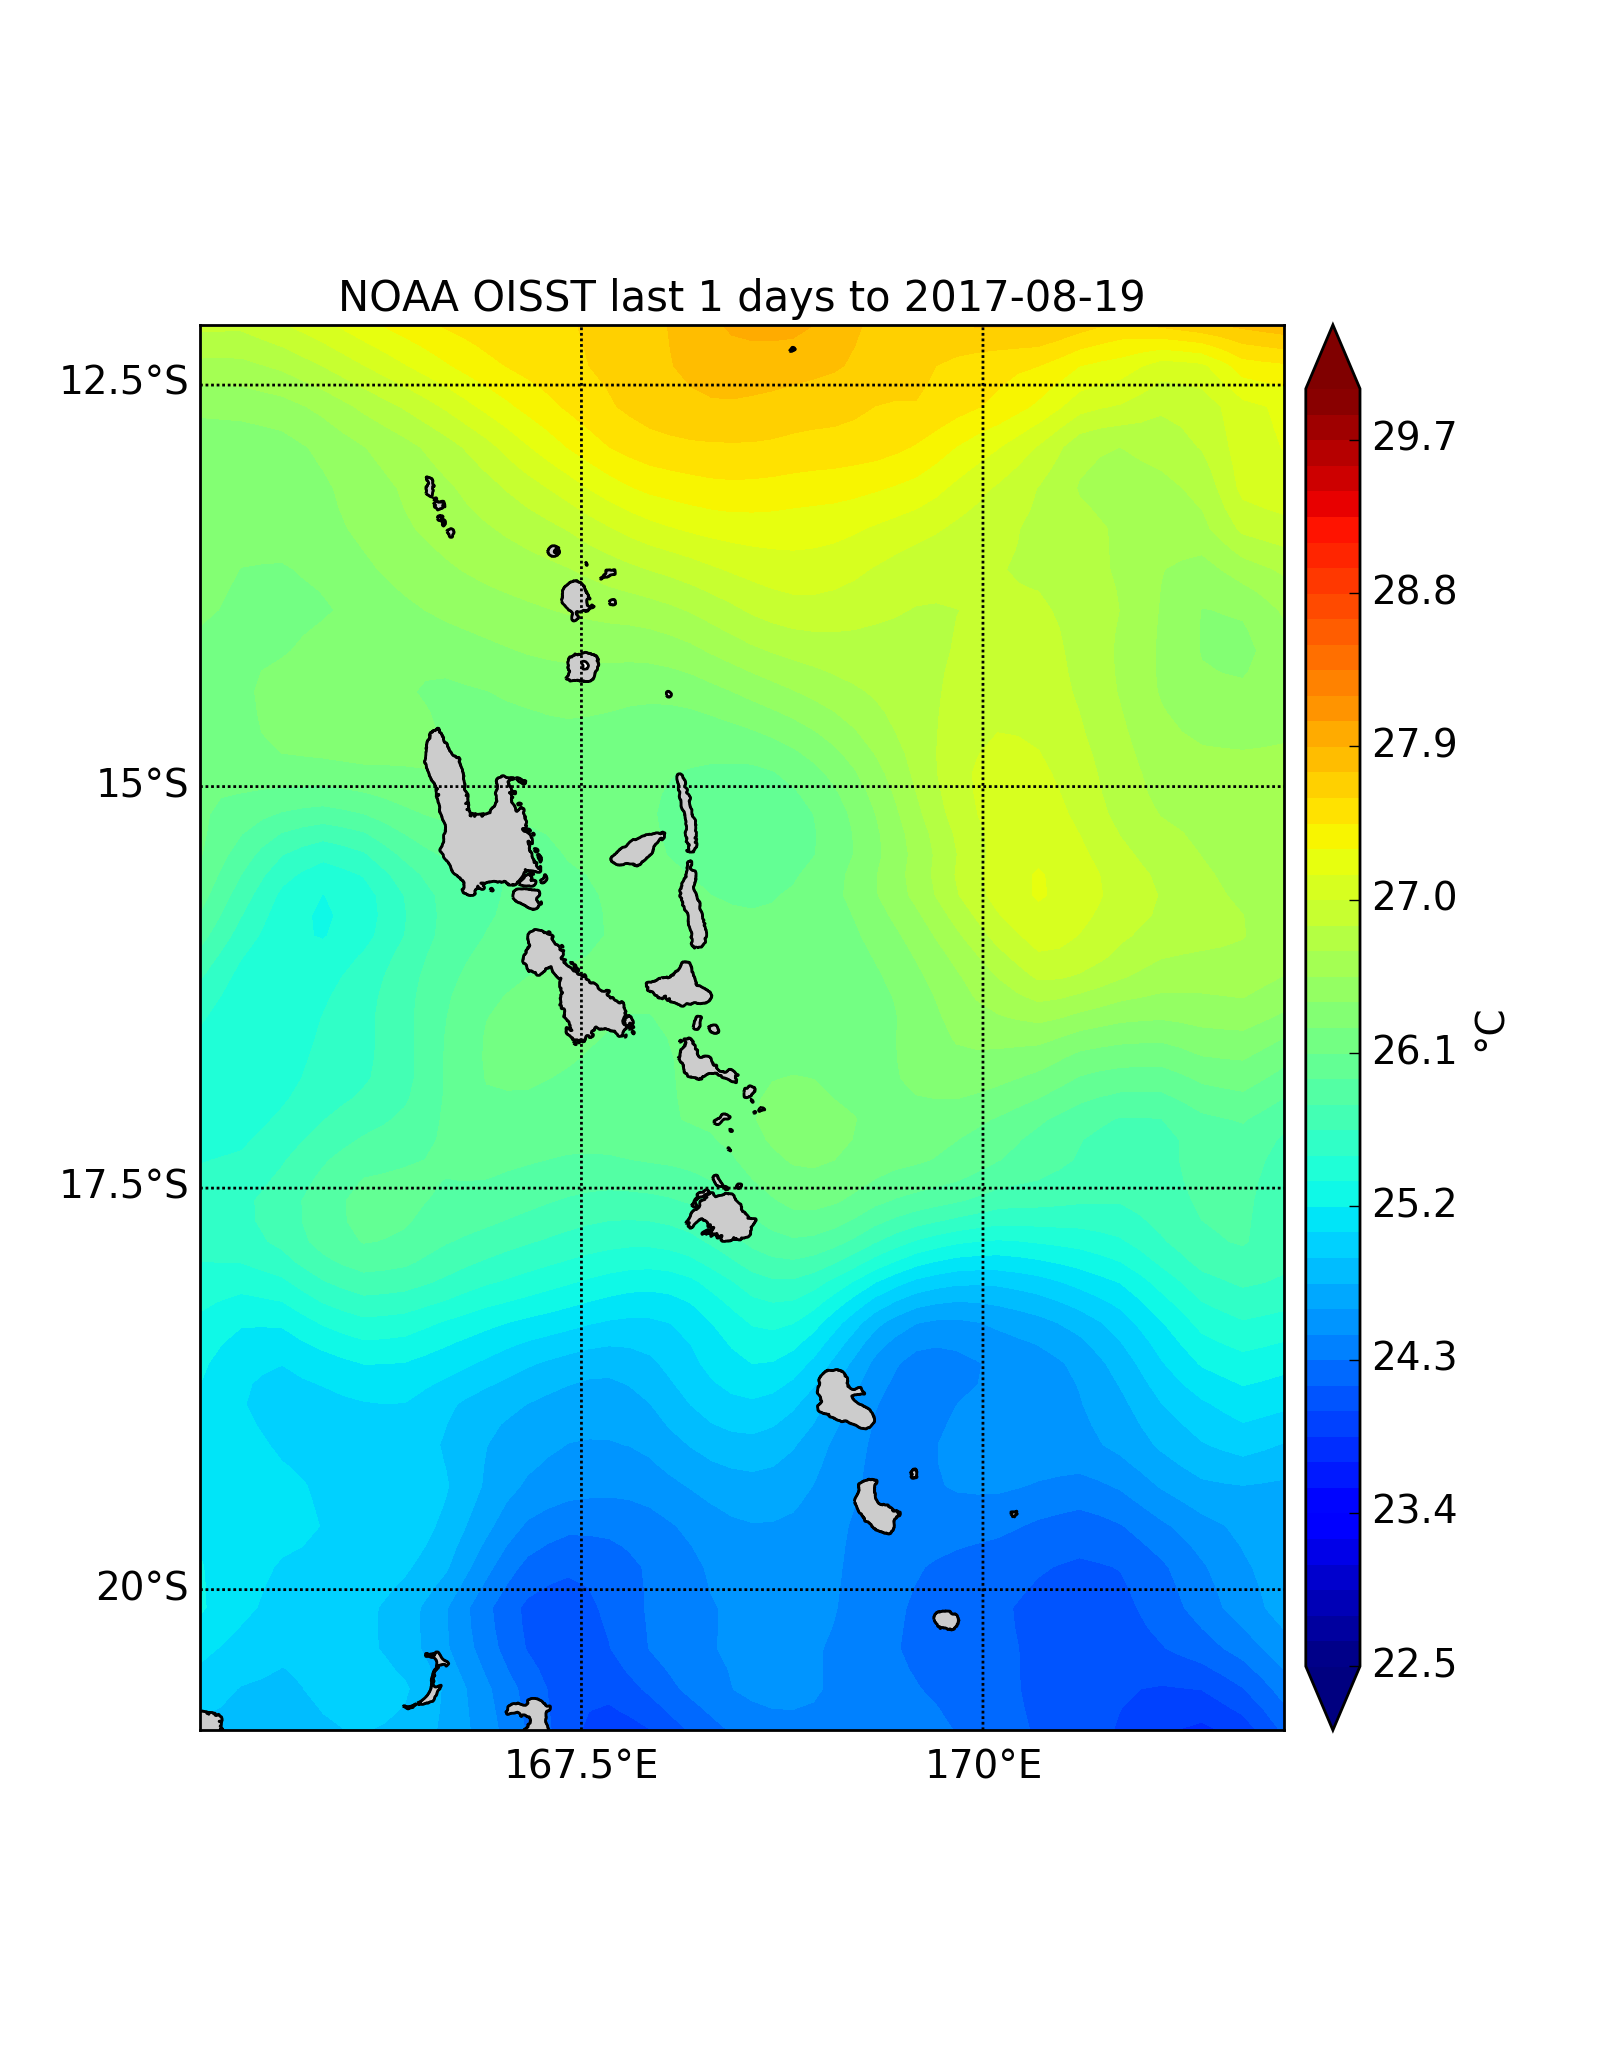 NOAA OISST last 1 days to 2017-08-19
12.5°S
15°S
17.5°S
20°S
167.5°E
170°E
29.7
28.8
27.9
27.0
26.1
25.2
24.3
23.4
22.5
°C